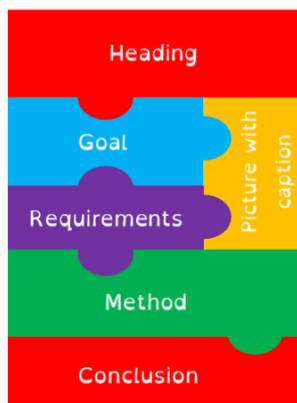 Heading
Goal
Picture with
caption
Requirements
Method
Conclusion